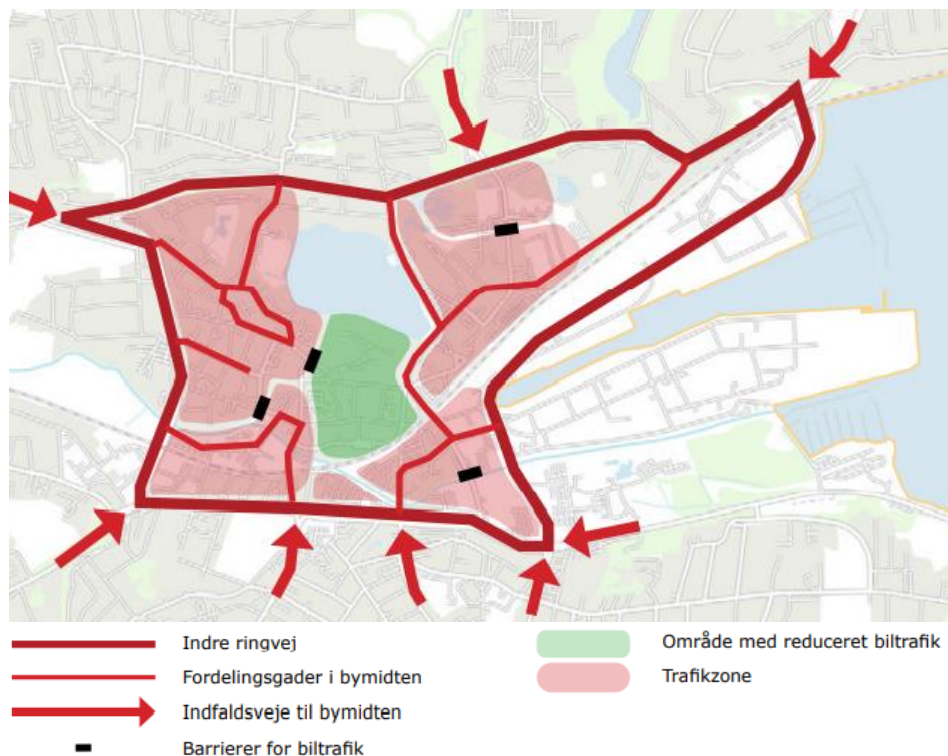 Indre ringvej
Fordelingsgader i bymidten
Indfaldsveje til bymidten
Barrierer for biltrafik
Område med reduceret biltrafik
Trafikzone